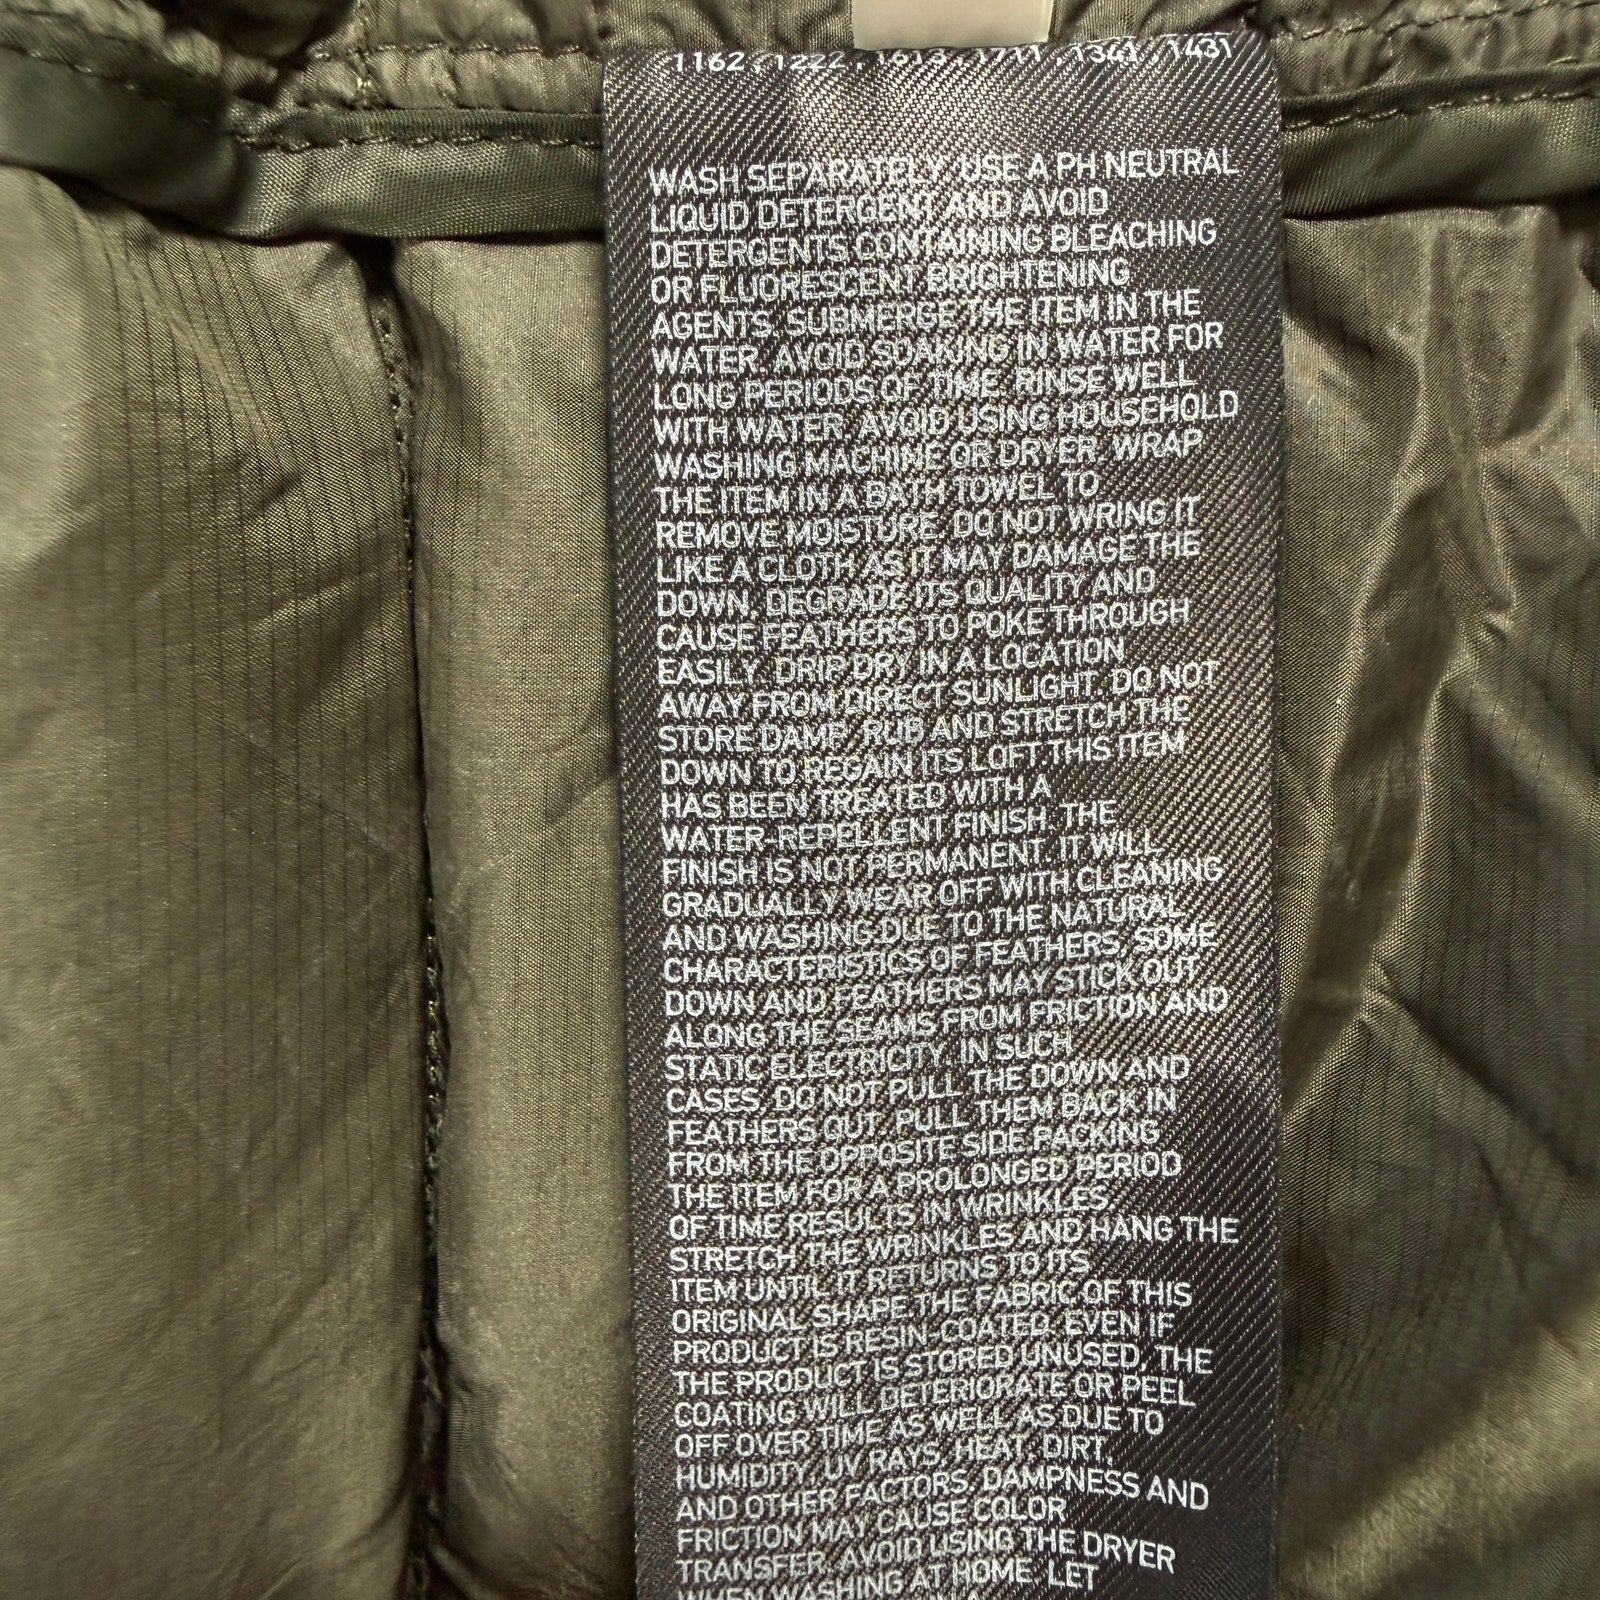 1162 , 1222 , 1613 , 1711 , 1341 , 1431
WASH SEPARATELY. USE A PH NEUTRAL
LIQUID DETERGENT AND AVOID
DETERGENTS CONTAINING BLEACHING
OR FLUORESCENT BRIGHTENING
AGENTS. SUBMERGE THE ITEM IN THE
WATER. AVOID SOAKING IN WATER FOR
LONG PERIODS OF TIME. RINSE WELL
WITH WATER. AVOID USING HOUSEHOLD
WASHING MACHINE OR DRYER. WRAP
THE ITEM IN A BATH TOWEL TO
REMOVE MOISTURE. DO NOT WRING IT
LIKE A CLOTH AS IT MAY DAMAGE THE
DOWN, DEGRADE ITS QUALITY AND
CAUSE FEATHERS TO POKE THROUGH
EASILY. DRIP DRY IN A LOCATION
AWAY FROM DIRECT SUNLIGHT. DO NOT
STORE DAMP. RUB AND STRETCH THE
DOWN TO REGAIN ITS LOFT THIS ITEM
HAS BEEN TREATED WITH A
WATER-REPELLENT FINISH. THE
FINISH IS NOT PERMANENT. IT WILL
GRADUALLY WEAR OFF WITH CLEANING
AND WASHING DUE TO THE NATURAL
CHARACTERISTICS OF FEATHERS, SOME
DOWN AND FEATHERS MAY STICK OUT
ALONG THE SEAMS FROM FRICTION AND
STATIC ELECTRICITY. IN SUCH
CASES, DO NOT PULL THE DOWN AND
FEATHERS OUT. PULL THEM BACK IN
FROM THE OPPOSITE SIDE PACKING
THE ITEM FOR A PROLONGED PERIOD
OF TIME RESULTS IN WRINKLES.
STRETCH THE WRINKLES AND HANG THE
ITEM UNTIL IT RETURNS TO ITS
ORIGINAL SHAPE THE FABRIC OF THIS
PRODUCT IS RESIN-COATED. EVEN IF
THE PRODUCT IS STORED UNUSED, THE
COATING WILL DETERIORATE OR PEEL
OFF OVER TIME AS WELL AS DUE TO
HUMIDITY, UV RAYS, HEAT, DIRT,
AND OTHER FACTORS. DAMPNESS AND
FRICTION MAY CAUSE COLOR
TRANSFER. AVOID USING THE DRYER
WHEN WASHING AT HOME. LET